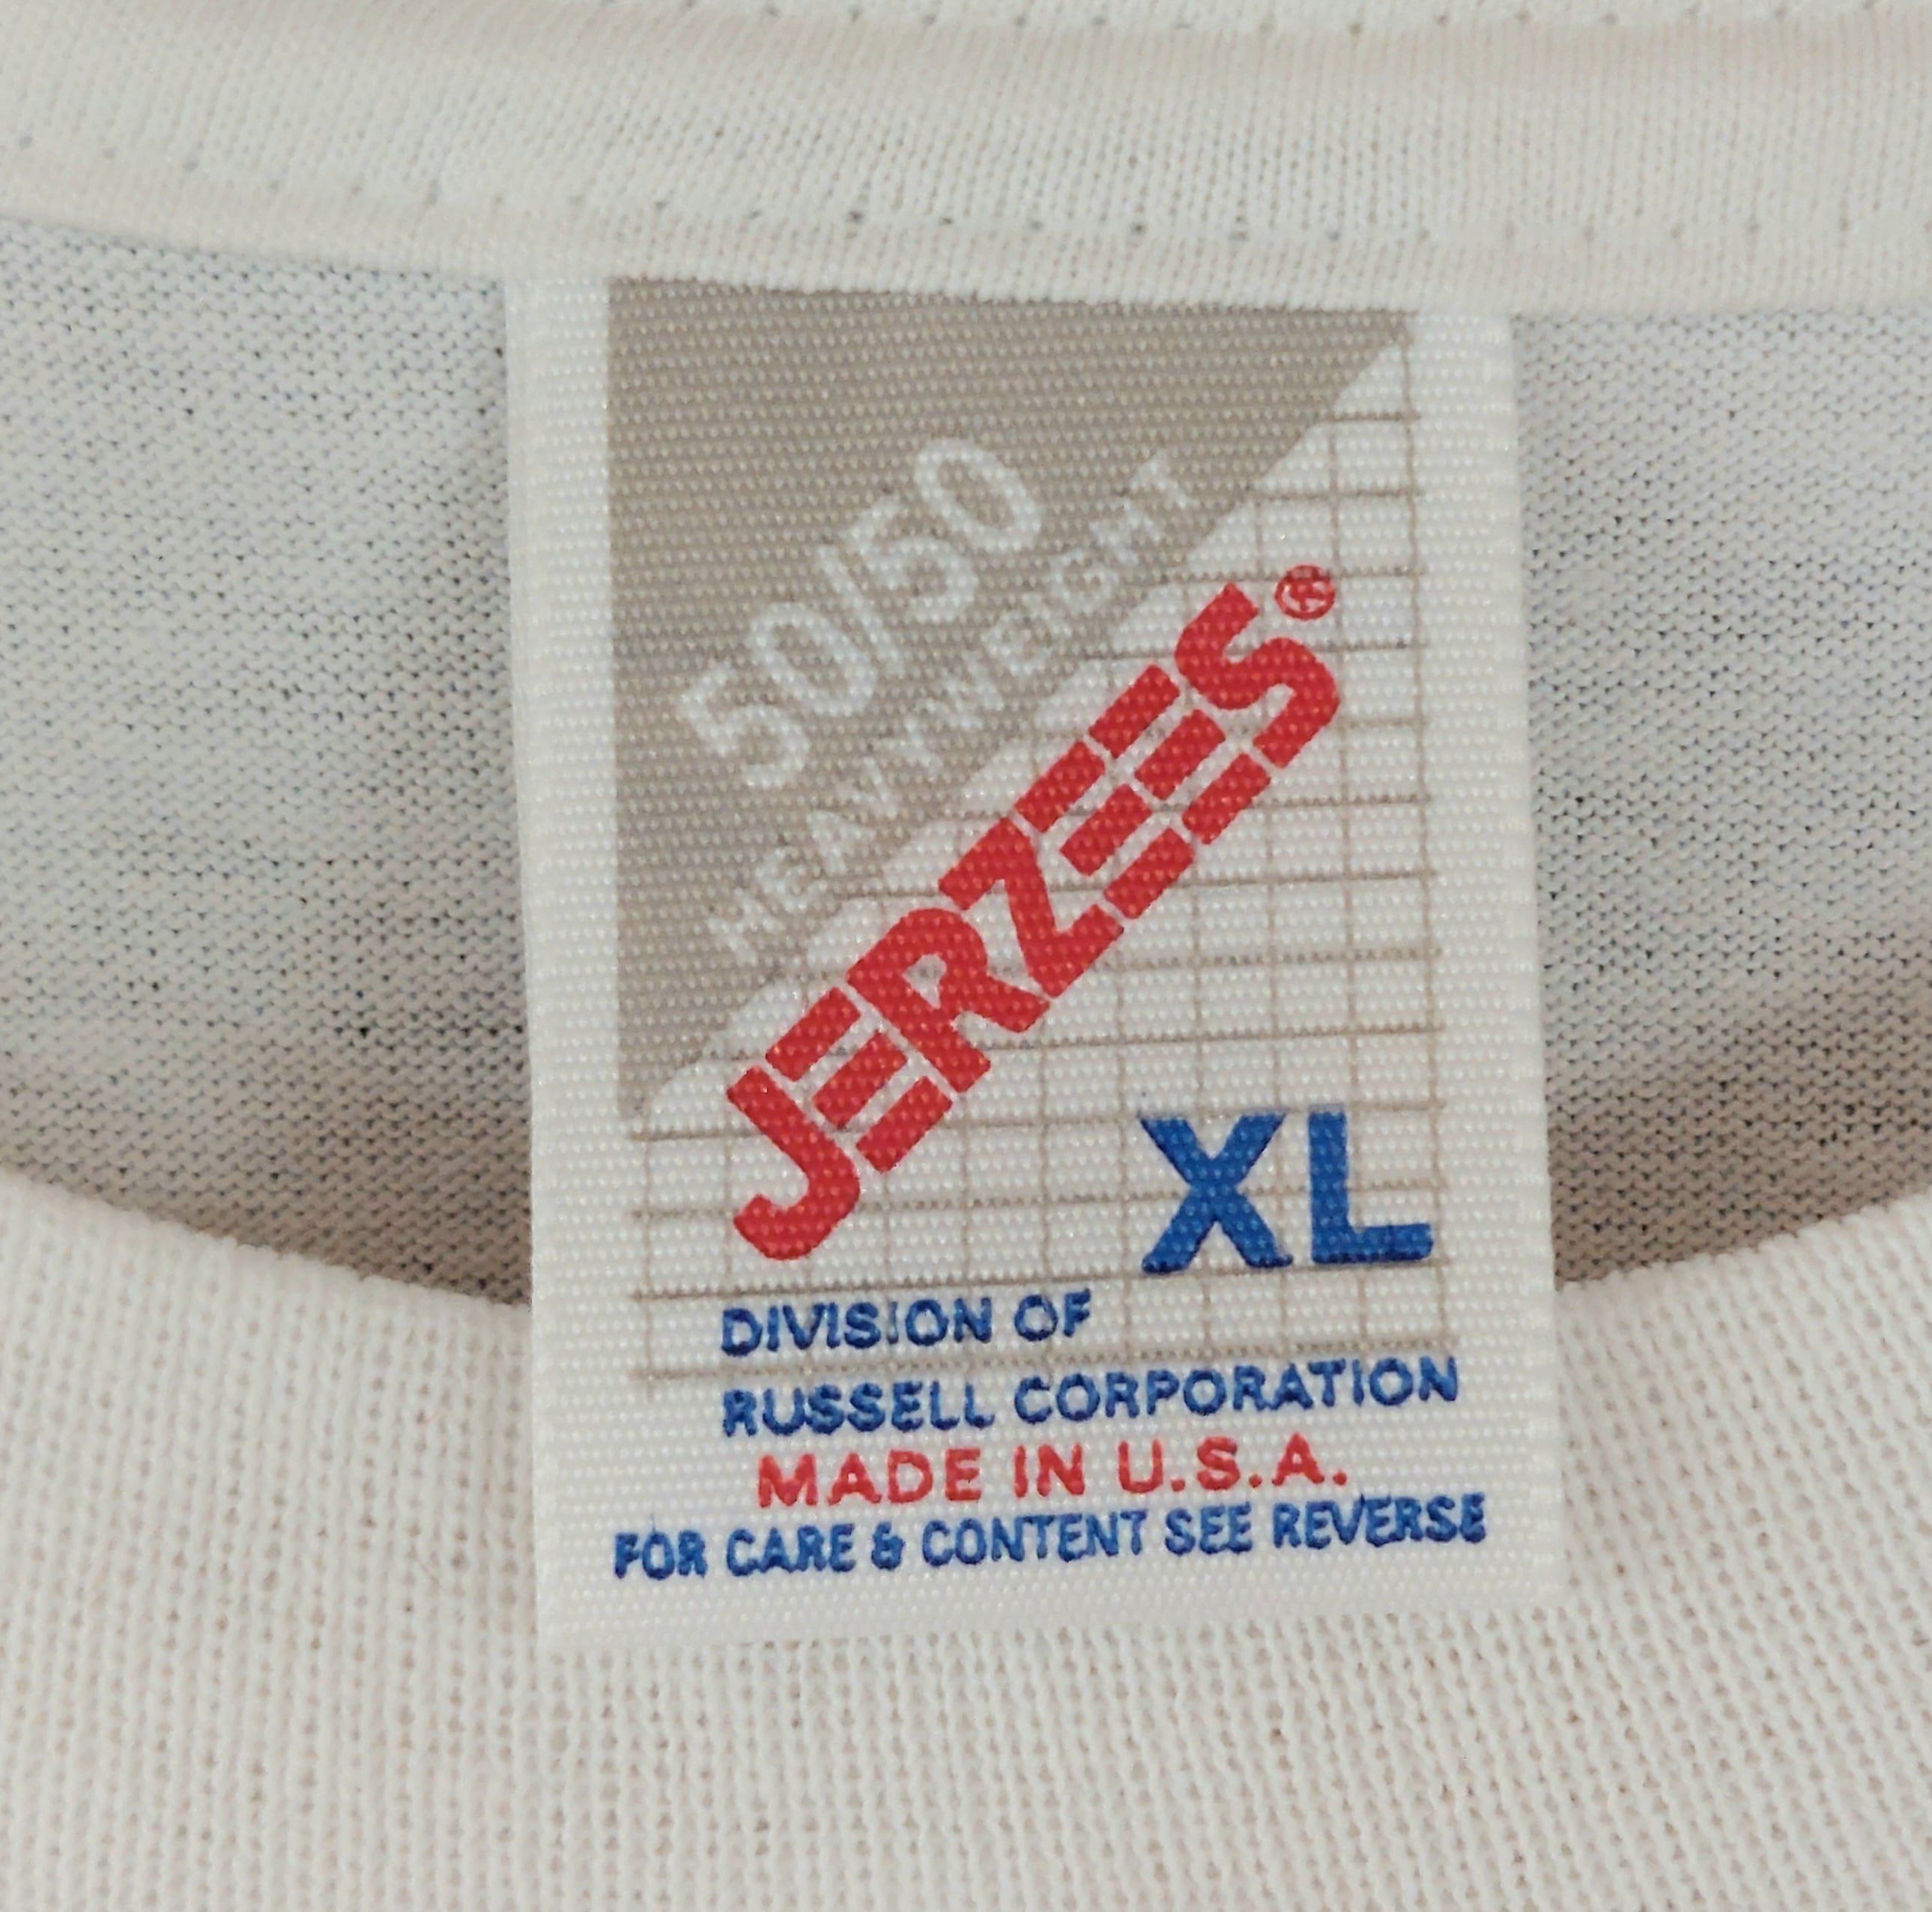 50/50
HEAVYWEIGHT
JERZEES®
XL
DIVISION OF
RUSSELL CORPORATION
MADE IN U.S.A.
FOR CARE & CONTENT SEE REVERSE